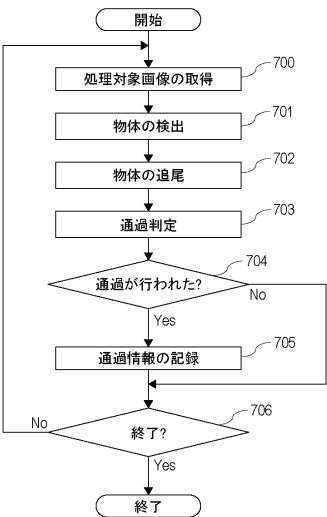 開始
処理対象画像の取得
700
物体の検出
701
物体の追尾
702
通過判定
703
通過が行われた?
704
No
Yes
通過情報の記録
705
終了?
706
No
Yes
終了